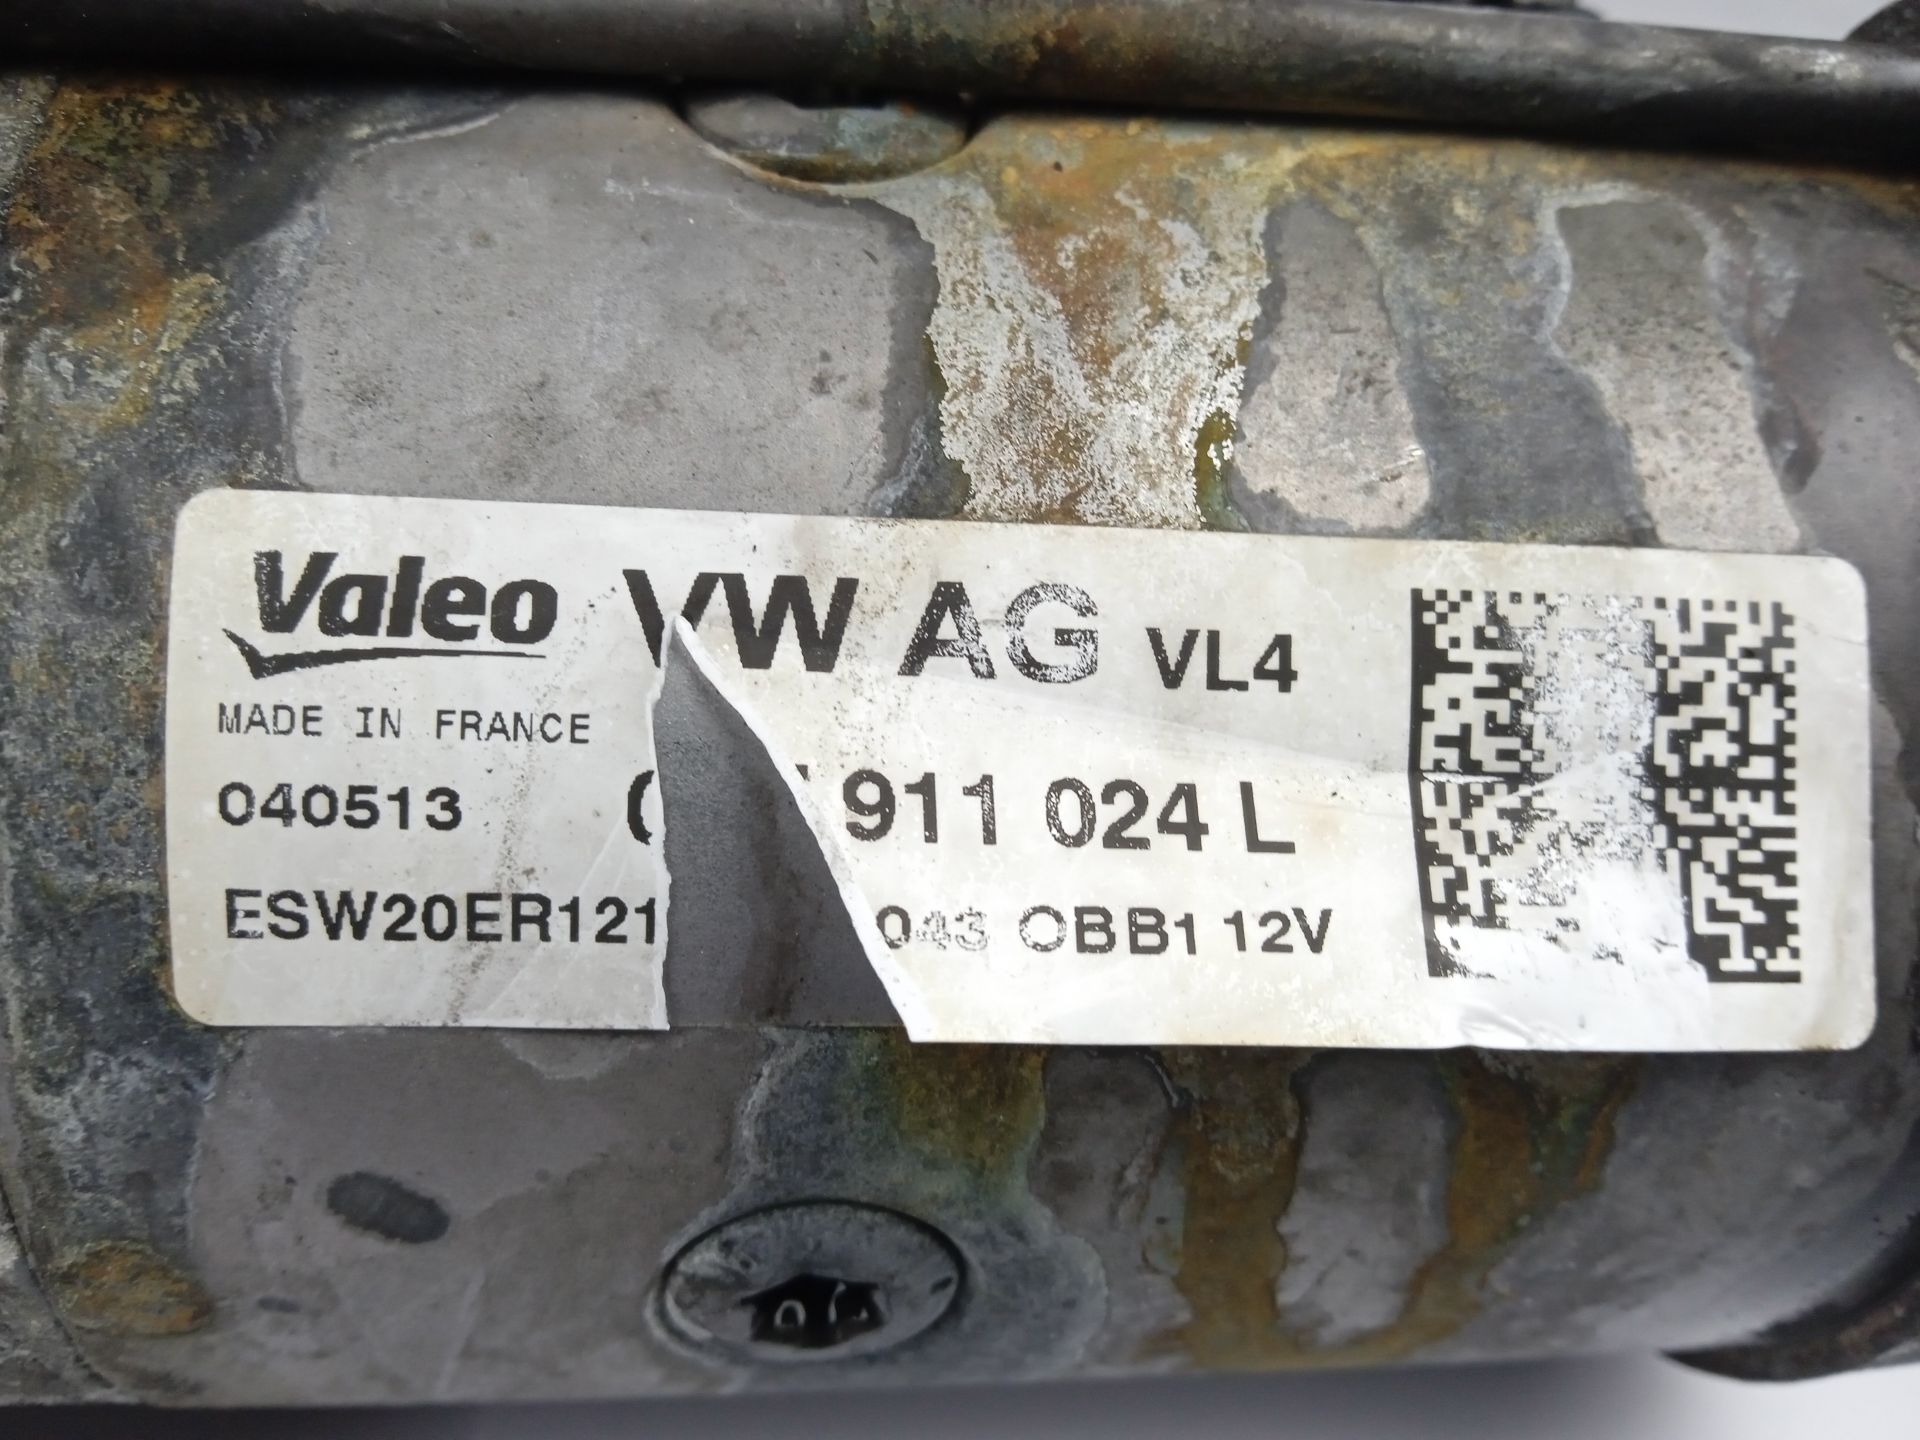 Valeo VW AG VL4
MADE IN FRANCE
040513 911 024 L
ESW20ER121 043 OBB1 12V